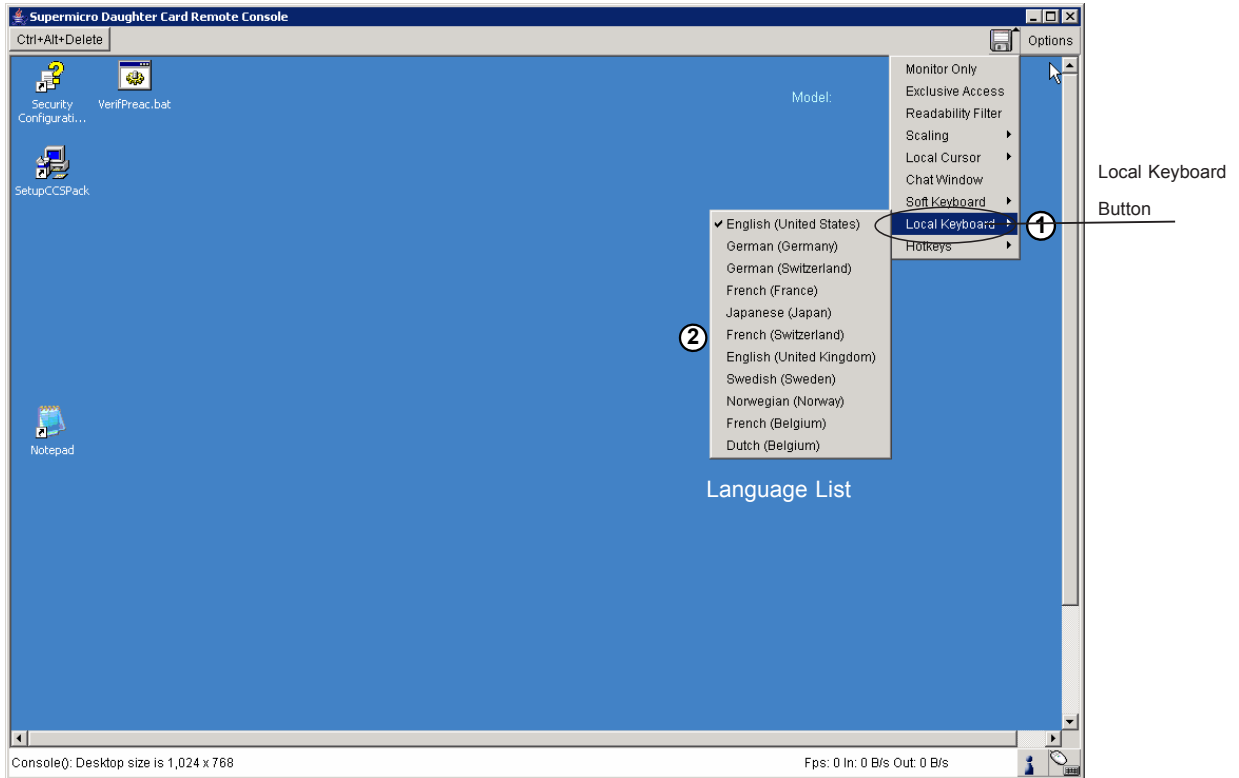 Supermicro Daughter Card Remote Console
Ctrl+Alt+Delete
Options
Security
Configurati...
VerifPreac.bat
SetupCCSPack
Notepad
Model:
Monitor Only
Exclusive Access
Readability Filter
Scaling
Local Cursor
Chat Window
Soft Keyboard
Local Keyboard
Hotkeys
1
Local Keyboard
Button
English (United States)
German (Germany)
German (Switzerland)
French (France)
Japanese (Japan)
French (Switzerland)
English (United Kingdom)
Swedish (Sweden)
Norwegian (Norway)
French (Belgium)
Dutch (Belgium)
2
Language List
Console(): Desktop size is 1,024 x 768
Fps: 0 In: 0 B/s Out: 0 B/s